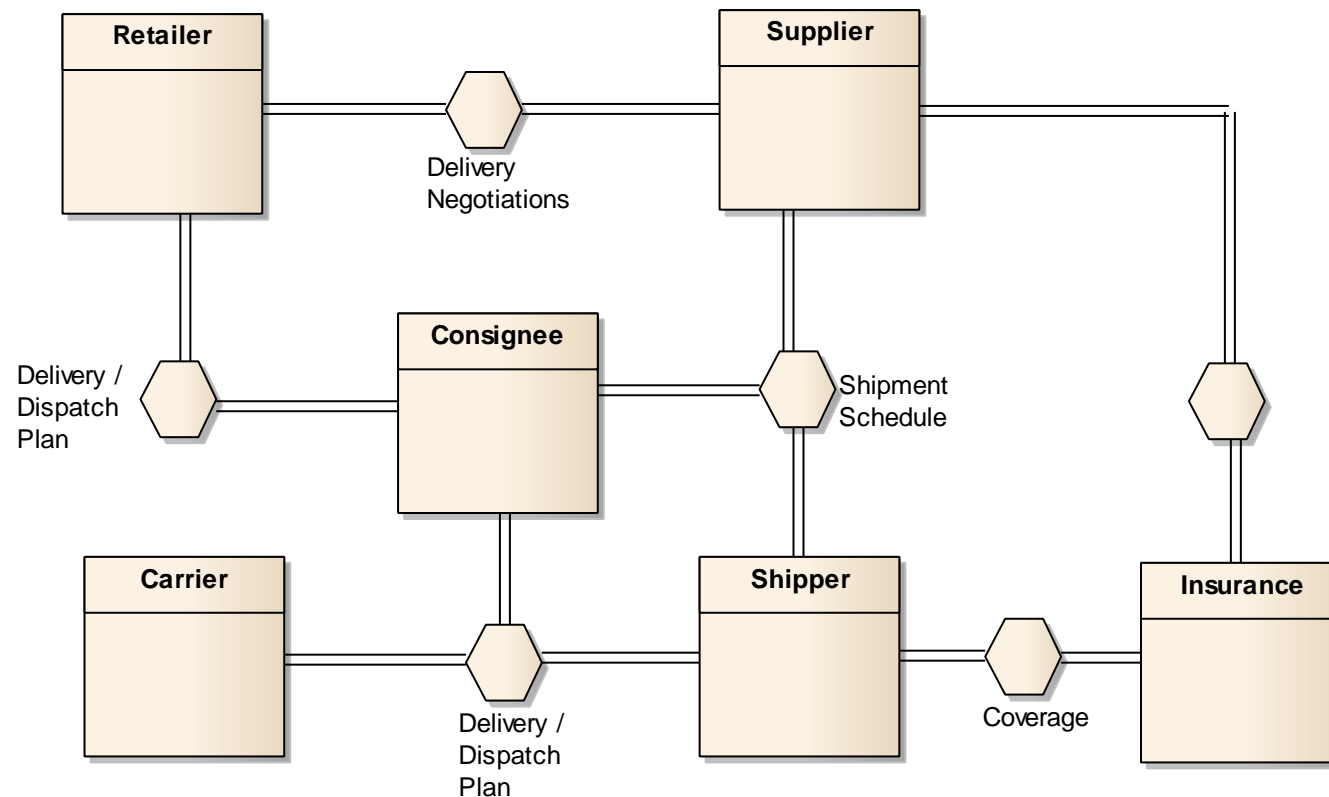 Retailer
Supplier
Delivery
Negotiations
Consignee
Delivery /
Dispatch
Plan
Shipment
Schedule
Carrier
Shipper
Insurance
Delivery /
Dispatch
Plan
Coverage